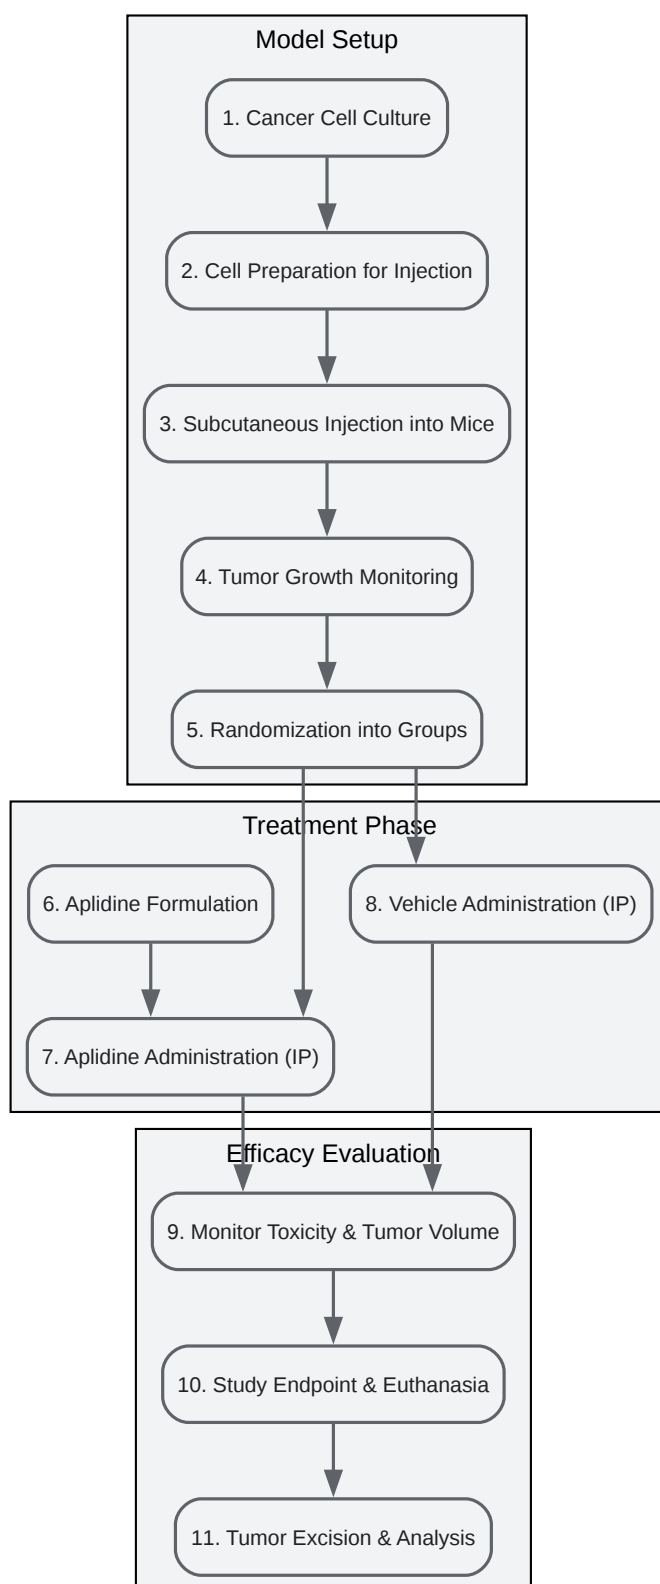 Model Setup
1. Cancer Cell Culture
2. Cell Preparation for Injection
3. Subcutaneous Injection into Mice
4. Tumor Growth Monitoring
5. Randomization into Groups
Treatment Phase
6. Aplidine Formulation
8. Vehicle Administration (IP)
7. Aplidine Administration (IP)
Efficacy Evaluation
9. Monitor Toxicity & Tumor Volume
10. Study Endpoint & Euthanasia
11. Tumor Excision & Analysis